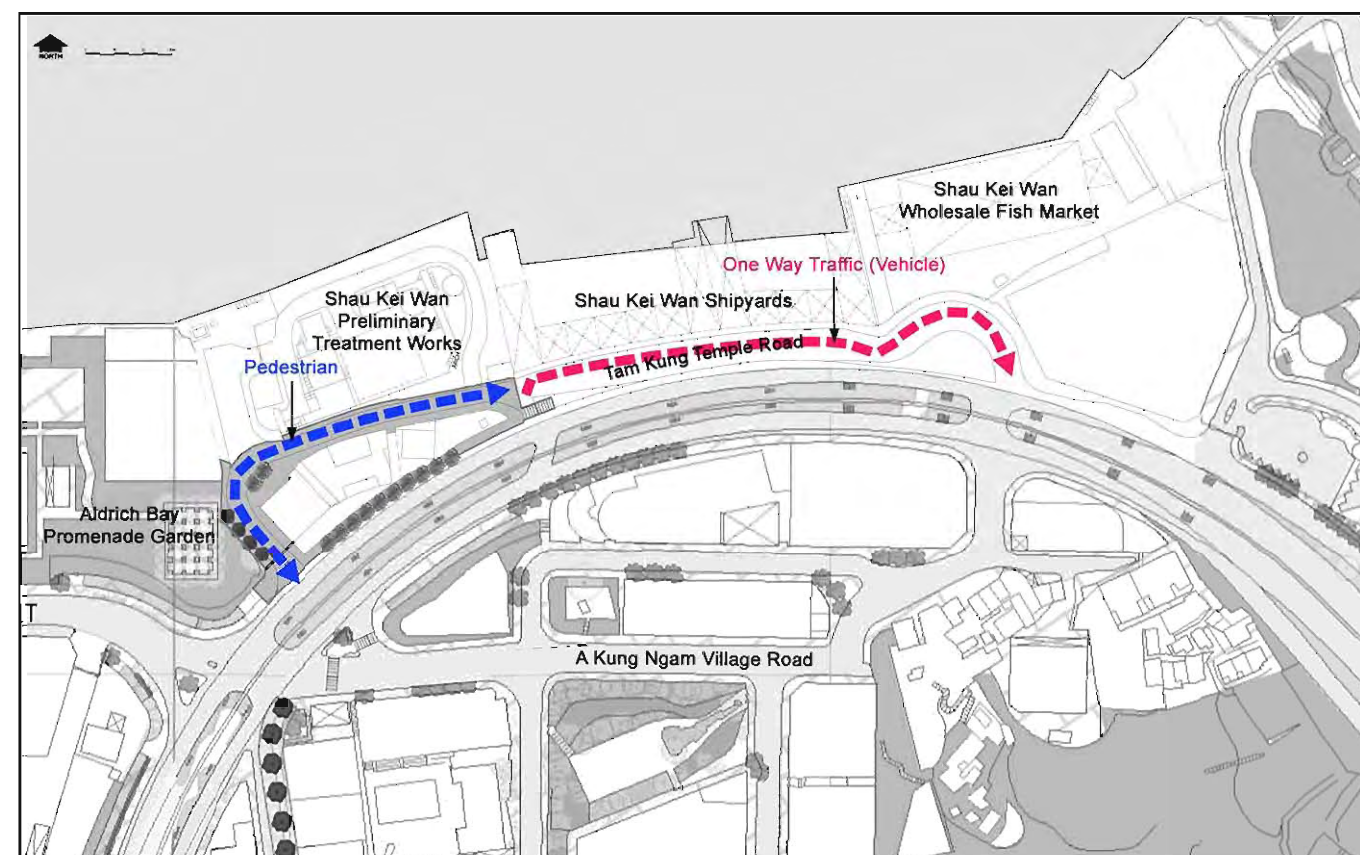 NORTH
Shau Kei Wan
Wholesale Fish Market
One Way Traffic (Vehicle)
Shau Kei Wan
Preliminary
Treatment Works
Shau Kei Wan Shipyards
Tam Kung Temple Road
Pedestrian
Aldrich Bay
Promenade Garden
IT
A Kung Ngam Village Road